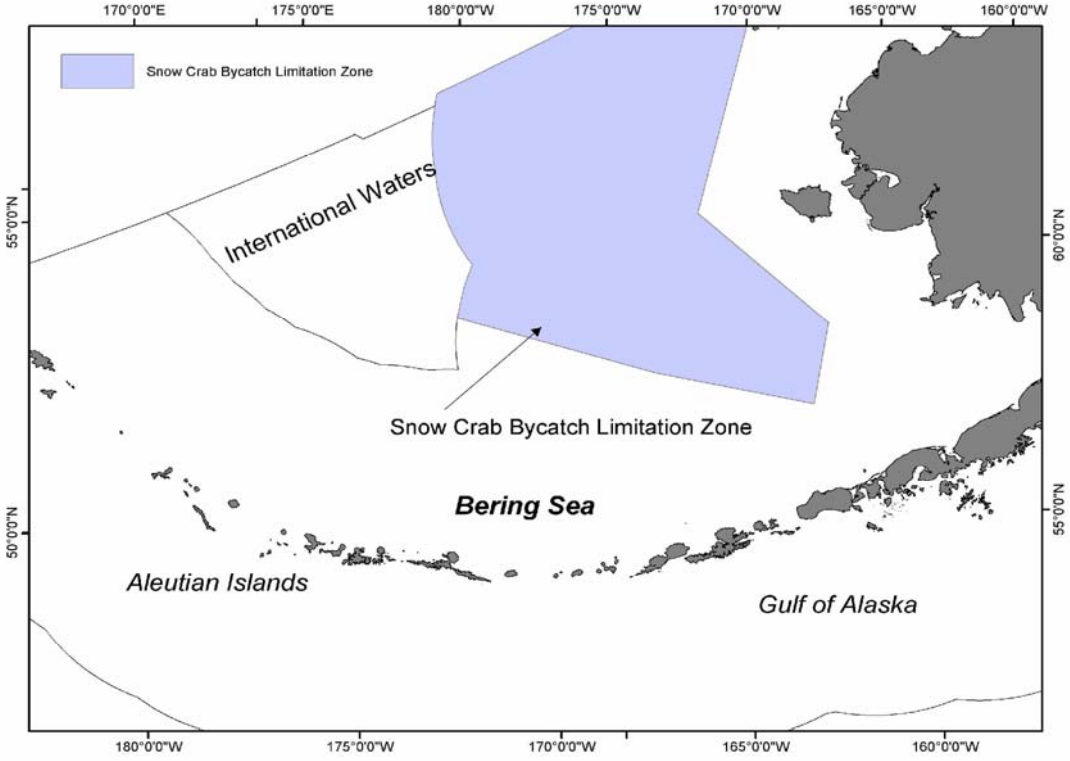 170°0'0"E 175°0'0"E 180°0'0" 175°0'0"W 170°0'0"W 165°0'0"W 160°0'0"W
Snow Crab Bycatch Limitation Zone
International Waters
55°0'0"N
60°0'0"N
Snow Crab Bycatch Limitation Zone
Bering Sea
50°0'0"N
55°0'0"N
Aleutian Islands
Gulf of Alaska
180°0'0"W 175°0'0"W 170°0'0"W 165°0'0"W 160°0'0"W